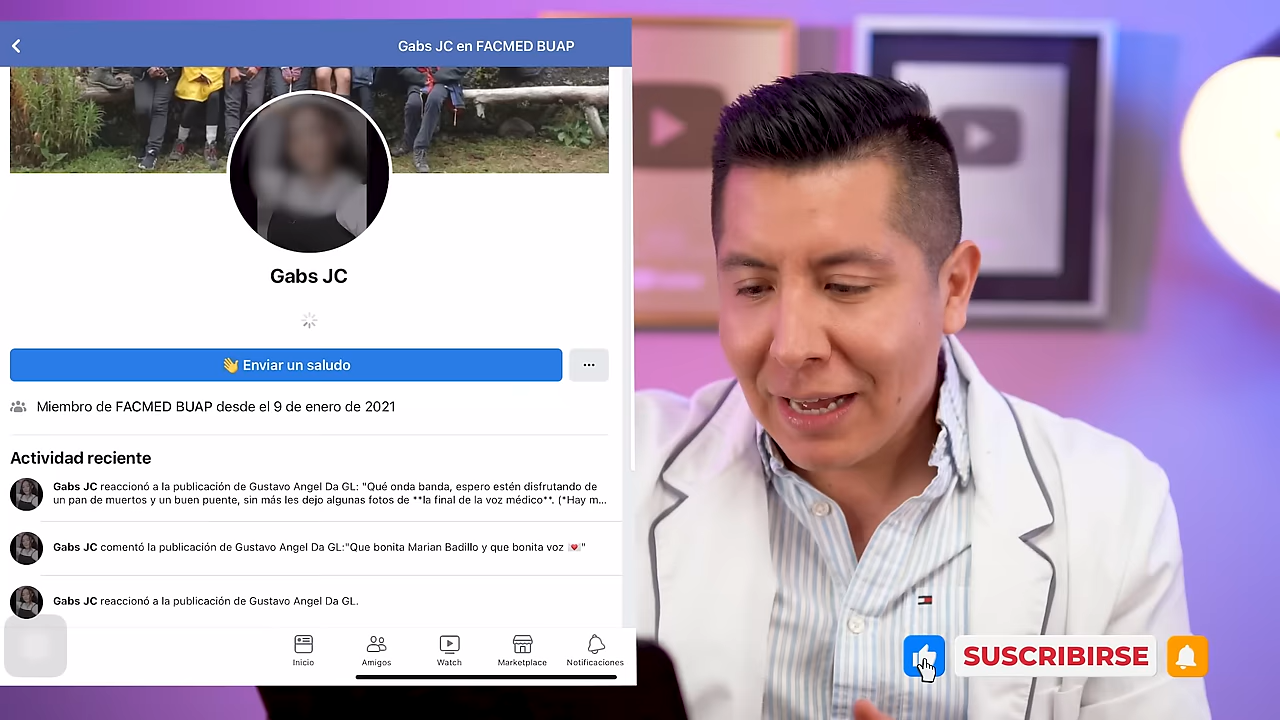 Gabs JC en FACMED BUAP
Gabs JC
👋 Enviar un saludo
Miembro de FACMED BUAP desde el 9 de enero de 2021
Actividad reciente
Gabs JC reaccionó a la publicación de Gustavo Angel Da GL: "Qué onda banda, espero estén disfrutando de
un pan de muertos y un buen puente, sin más les dejo algunas fotos de **la final de la voz médico**. (*Hay m...
Gabs JC comentó la publicación de Gustavo Angel Da GL:"Que bonita Marian Badillo y que bonita voz 💌"
Gabs JC reaccionó a la publicación de Gustavo Angel Da GL.
Inicio
Amigos
Watch
Marketplace
Notificaciones
SUSCRIBIRSE